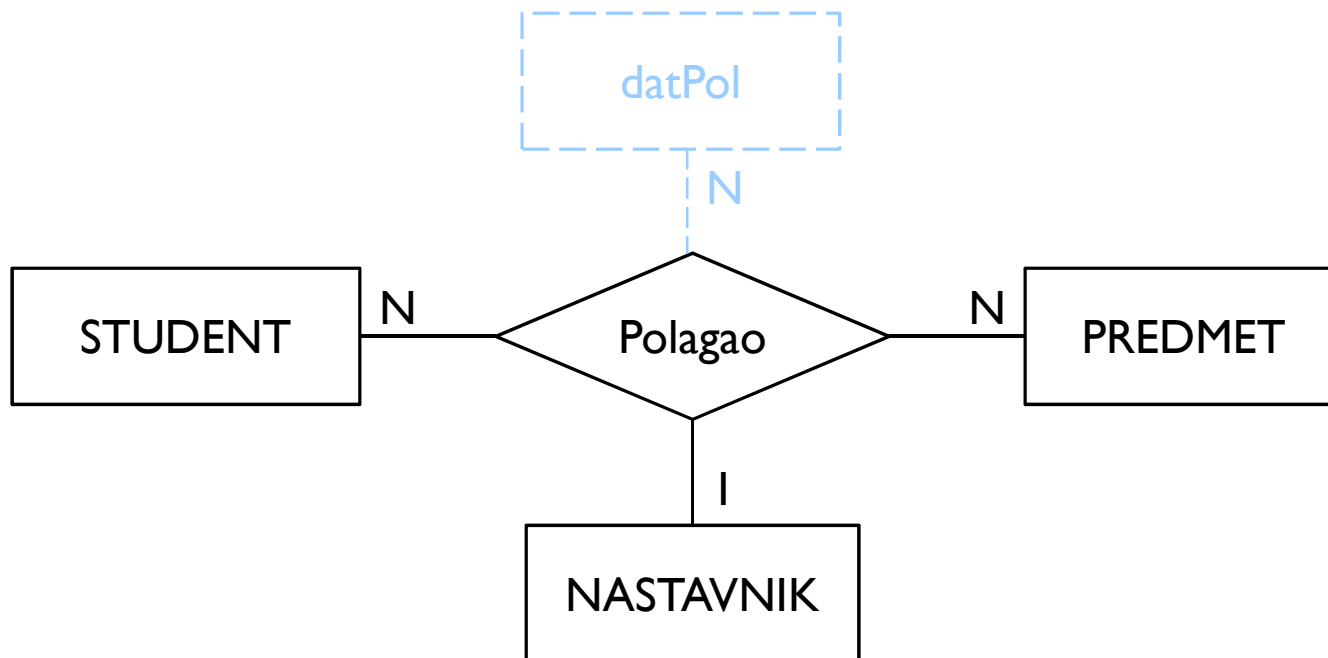 datPol
N
STUDENT
N
Polagao
N
PREDMET
1
NASTAVNIK